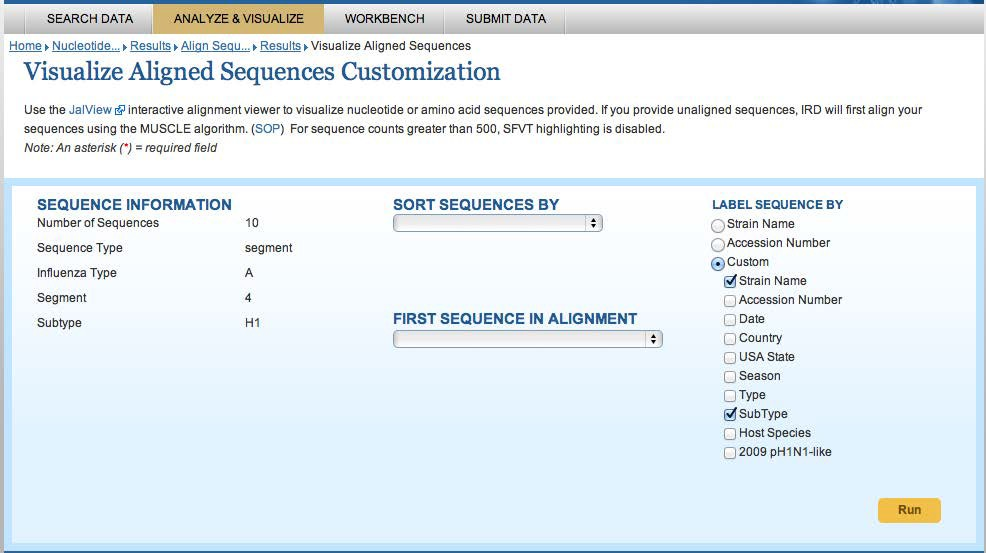 SEARCH DATA ANALYZE & VISUALIZE WORKBENCH SUBMIT DATA
Home Nucleotide... Results Align Sequ... Results Visualize Aligned Sequences
Visualize Aligned Sequences Customization
Use the JalView interactive alignment viewer to visualize nucleotide or amino acid sequences provided. If you provide unaligned sequences, IRD will first align your
sequences using the MUSCLE algorithm. (SOP) For sequence counts greater than 500, SFVT highlighting is disabled.
Note: An asterisk (*) = required field
SEQUENCE INFORMATION
Number of Sequences 10
Sequence Type segment
Influenza Type A
Segment 4
Subtype H1
SORT SEQUENCES BY
FIRST SEQUENCE IN ALIGNMENT
LABEL SEQUENCE BY
Strain Name
Accession Number
Custom
Strain Name
Accession Number
Date
Country
USA State
Season
Type
SubType
Host Species
2009 pH1N1-like
Run